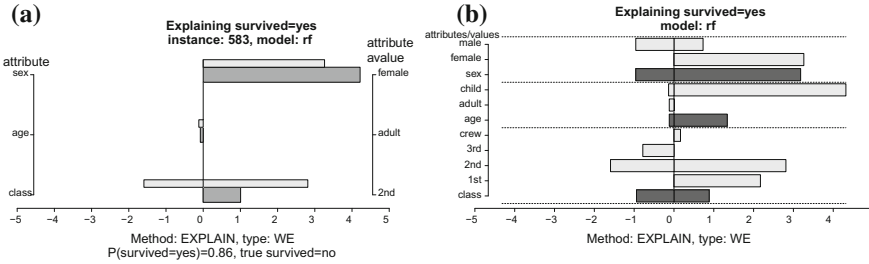 (a)
Explaining survived=yes
instance: 583, model: rf
attribute
attribute
avalue
sex
female
age
adult
class
2nd
−5 −4 −3 −2 −1 0 1 2 3 4 5
Method: EXPLAIN, type: WE
P(survived=yes)=0.86, true survived=no
(b)
Explaining survived=yes
model: rf
attributes/values
male
female
sex
child
adult
age
crew
3rd
2nd
1st
class
−5 −4 −3 −2 −1 0 1 2 3 4
Method: EXPLAIN, type: WE